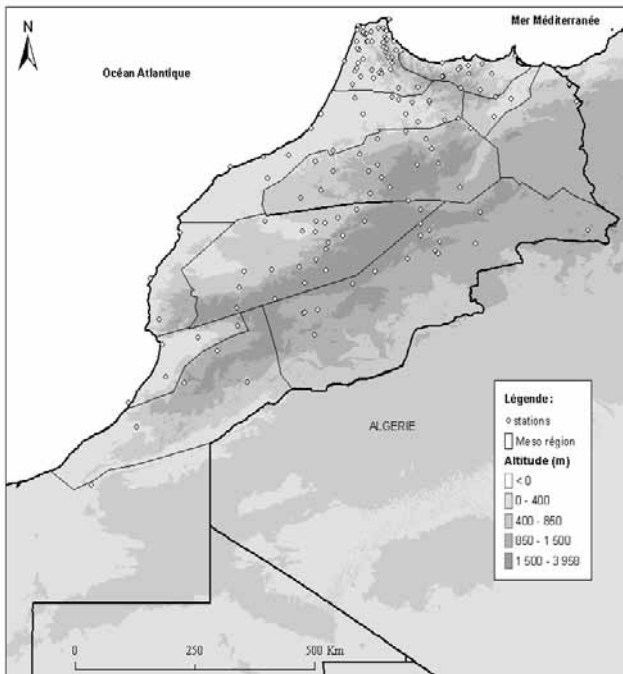 N
Mer Méditerranée
Océan Atlantique
ALGERIE
Légende :
stations
Meso région
Altitude (m)
< 0
0 - 400
400 - 850
850 - 1 500
1 500 - 3 958
0 250 500 Km